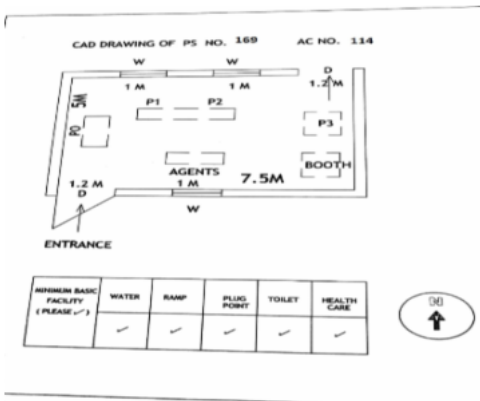 CAD DRAWING OF PS NO. 169 AC NO. 114
W W D
1 M 1 M 1.2 M
5M
P1 P2
P3
PO
AGENTS
BOOTH
1.2 M 1 M 7.5M
D
W
ENTRANCE
MINIMUM BASIC FACILITY (PLEASE ✓) WATER RAMP PLUG POINT TOILET HEALTH CARE
✓ ✓ ✓ ✓ ✓
N